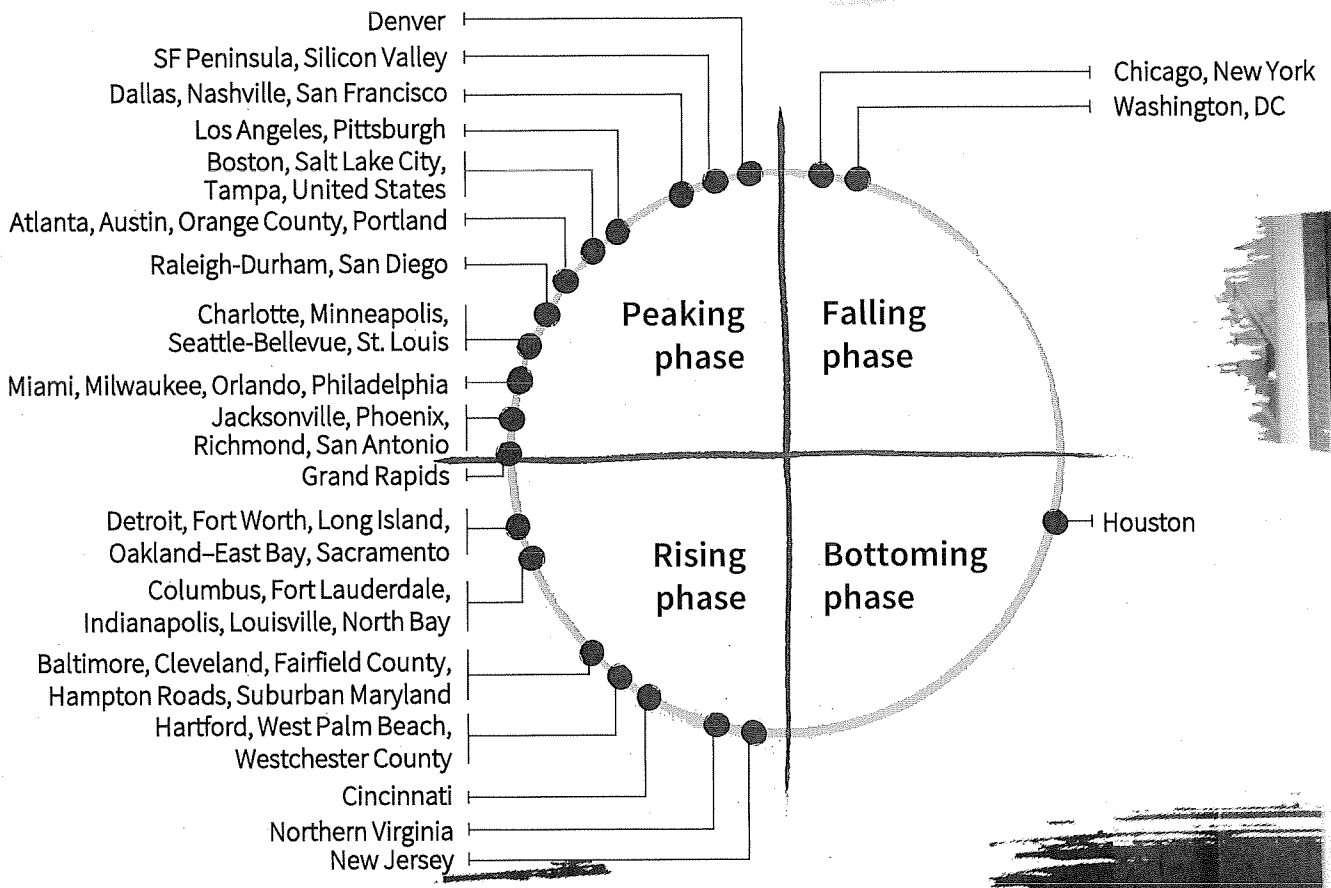 Denver
SF Peninsula, Silicon Valley
Dallas, Nashville, San Francisco
Los Angeles, Pittsburgh
Boston, Salt Lake City,
Tampa, United States
Atlanta, Austin, Orange County, Portland
Raleigh-Durham, San Diego
Charlotte, Minneapolis,
Seattle-Bellevue, St. Louis
Miami, Milwaukee, Orlando, Philadelphia
Jacksonville, Phoenix,
Richmond, San Antonio
Grand Rapids
Detroit, Fort Worth, Long Island,
Oakland–East Bay, Sacramento
Columbus, Fort Lauderdale,
Indianapolis, Louisville, North Bay
Baltimore, Cleveland, Fairfield County,
Hampton Roads, Suburban Maryland
Hartford, West Palm Beach,
Westchester County
Cincinnati
Northern Virginia
New Jersey
Peaking
phase
Falling
phase
Rising
phase
Bottoming
phase
Chicago, New York
Washington, DC
Houston